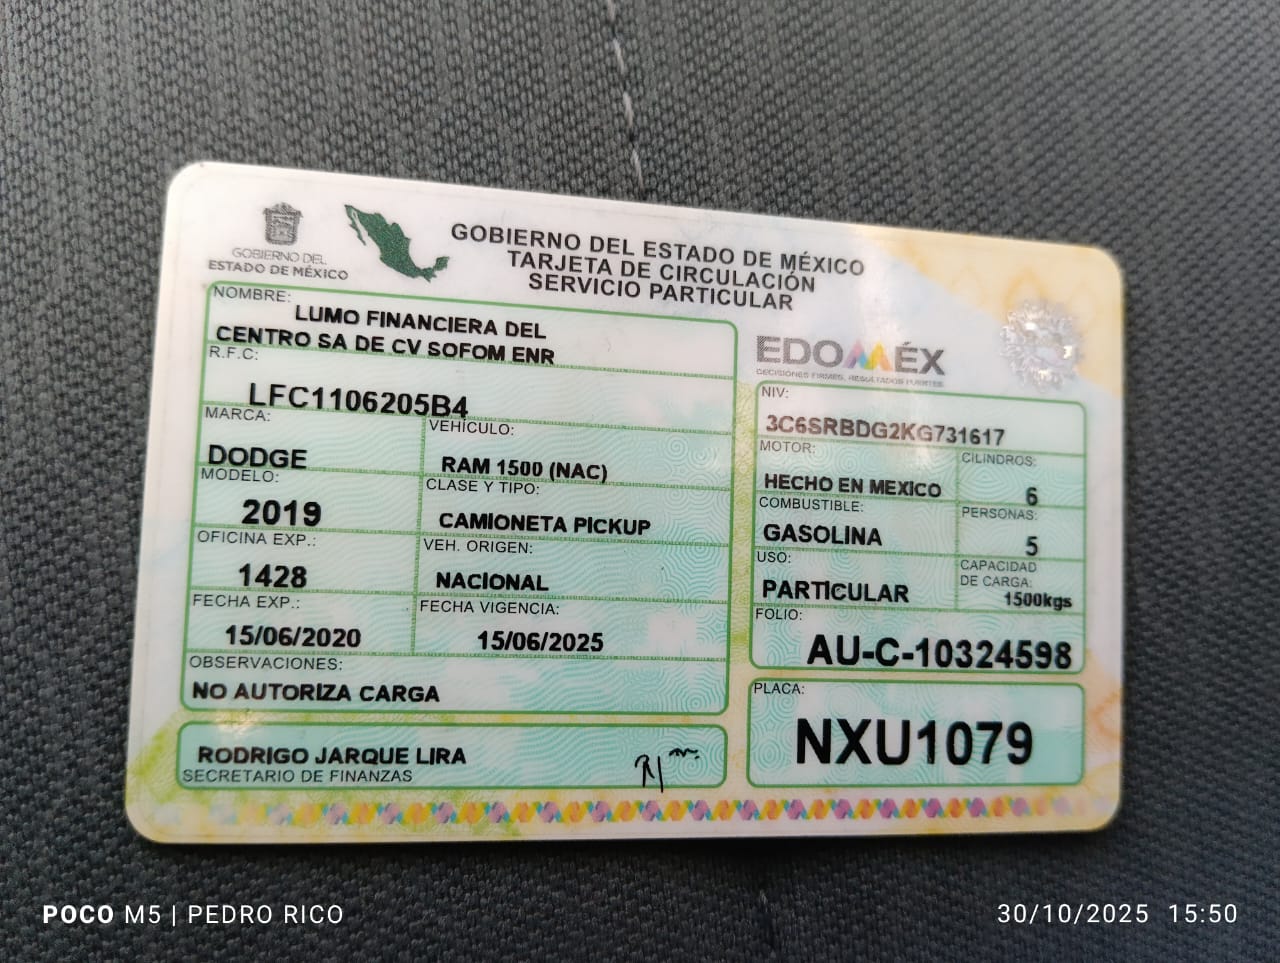 GOBIERNO DEL
ESTADO DE MÉXICO
GOBIERNO DEL ESTADO DE MÉXICO
TARJETA DE CIRCULACIÓN
SERVICIO PARTICULAR
NOMBRE:
LUMO FINANCIERA DEL
CENTRO SA DE CV SOFOM ENR
R.F.C:
LFC1106205B4
MARCA:
DODGE
VEHÍCULO:
RAM 1500 (NAC)
MODELO:
2019
CLASE Y TIPO:
CAMIONETA PICKUP
OFICINA EXP.:
1428
VEH. ORIGEN:
NACIONAL
FECHA EXP.:
15/06/2020
FECHA VIGENCIA:
15/06/2025
OBSERVACIONES:
NO AUTORIZA CARGA
RODRIGO JARQUE LIRA
SECRETARIO DE FINANZAS
EDOMÉX
DECISIONES FIRMES, RESULTADOS FUERTES
NIV:
3C6SRBDG2KG731617
MOTOR:
HECHO EN MEXICO
CILINDROS:
6
COMBUSTIBLE:
GASOLINA
PERSONAS:
5
USO:
PARTICULAR
CAPACIDAD
DE CARGA:
1500kgs
FOLIO:
AU-C-10324598
PLACA:
NXU1079
POCO M5 | PEDRO RICO
30/10/2025 15:50